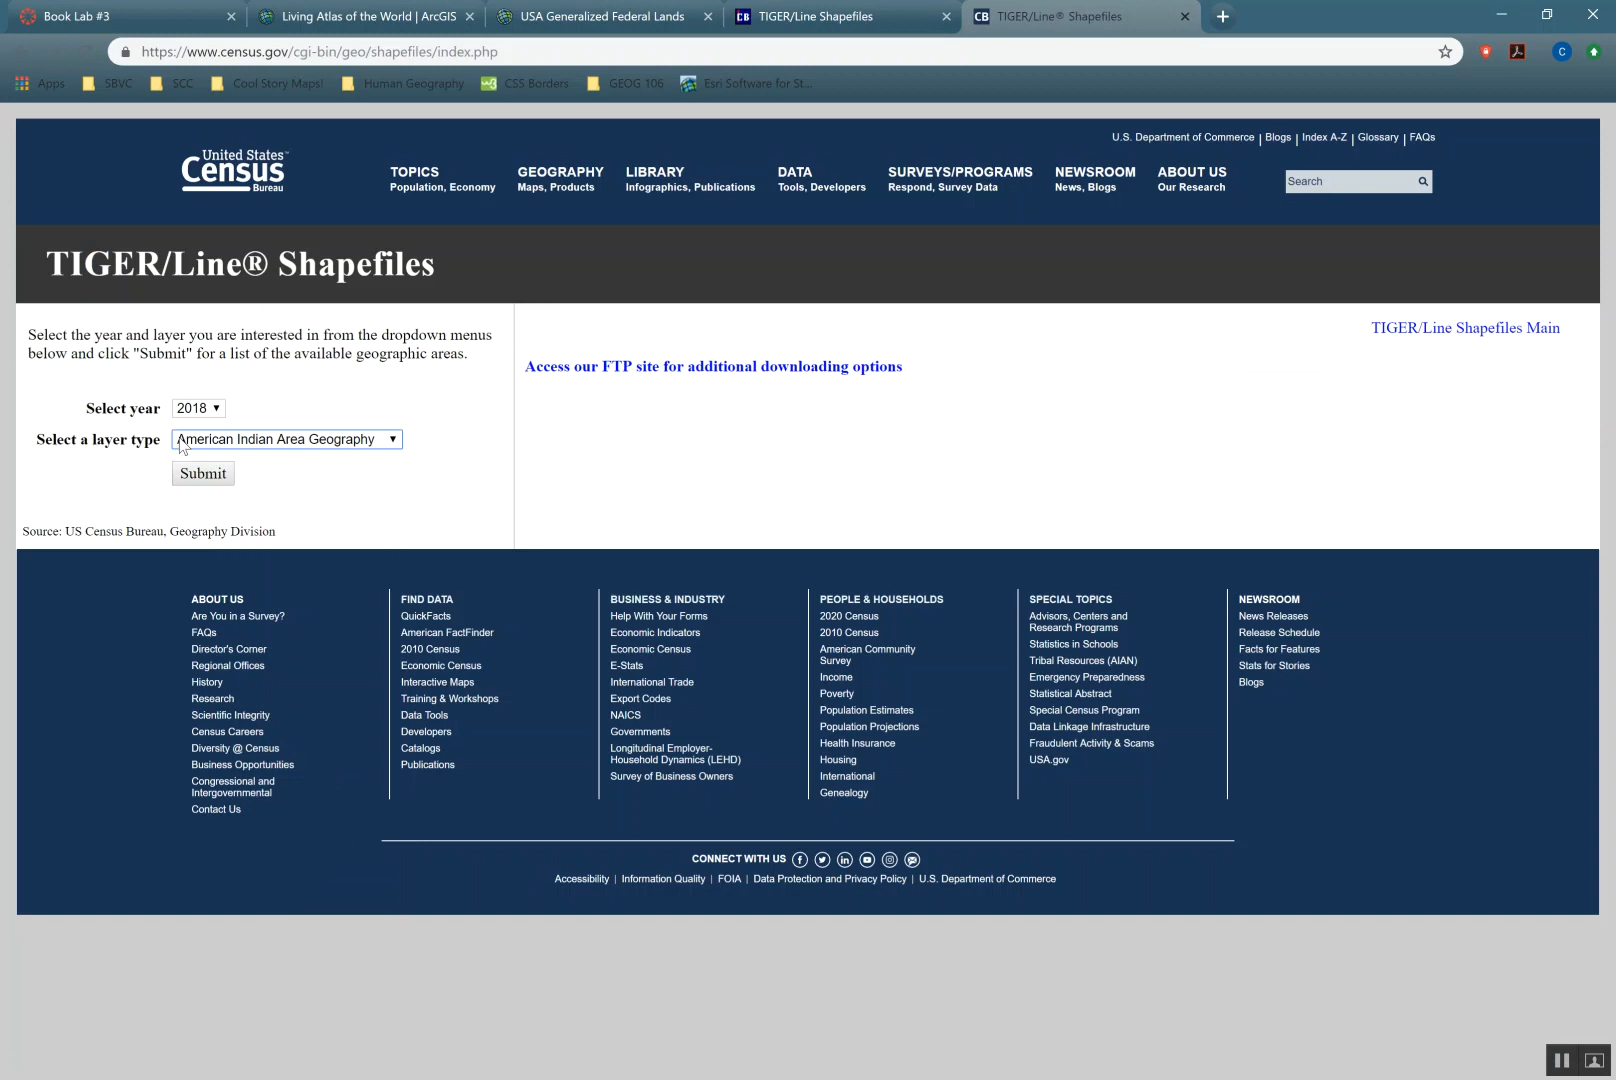 Book Lab #3
Living Atlas of the World | ArcGIS
USA Generalized Federal Lands
CB TIGER/Line Shapefiles
CB TIGER/Line® Shapefiles
https://www.census.gov/cgi-bin/geo/shapefiles/index.php
C
Apps SBVC SCC Cool Story Maps! Human Geography w3 CSS Borders GEOG 106 Esri Software for St...
U.S. Department of Commerce | Blogs | Index A-Z | Glossary | FAQs
United States™
Census
Bureau
TOPICS
Population, Economy
GEOGRAPHY
Maps, Products
LIBRARY
Infographics, Publications
DATA
Tools, Developers
SURVEYS/PROGRAMS
Respond, Survey Data
NEWSROOM
News, Blogs
ABOUT US
Our Research
Search
TIGER/Line® Shapefiles
Select the year and layer you are interested in from the dropdown menus
below and click "Submit" for a list of the available geographic areas.
Select year 2018
Select a layer type American Indian Area Geography
Submit
Source: US Census Bureau, Geography Division
TIGER/Line Shapefiles Main
Access our FTP site for additional downloading options
ABOUT US
Are You in a Survey?
FAQs
Director's Corner
Regional Offices
History
Research
Scientific Integrity
Census Careers
Diversity @ Census
Business Opportunities
Congressional and
Intergovernmental
Contact Us
FIND DATA
QuickFacts
American FactFinder
2010 Census
Economic Census
Interactive Maps
Training & Workshops
Data Tools
Developers
Catalogs
Publications
BUSINESS & INDUSTRY
Help With Your Forms
Economic Indicators
Economic Census
E-Stats
International Trade
Export Codes
NAICS
Governments
Longitudinal Employer-
Household Dynamics (LEHD)
Survey of Business Owners
PEOPLE & HOUSEHOLDS
2020 Census
2010 Census
American Community
Survey
Income
Poverty
Population Estimates
Population Projections
Health Insurance
Housing
International
Genealogy
SPECIAL TOPICS
Advisors, Centers and
Research Programs
Statistics in Schools
Tribal Resources (AIAN)
Emergency Preparedness
Statistical Abstract
Special Census Program
Data Linkage Infrastructure
Fraudulent Activity & Scams
USA.gov
NEWSROOM
News Releases
Release Schedule
Facts for Features
Stats for Stories
Blogs
CONNECT WITH US
Accessibility | Information Quality | FOIA | Data Protection and Privacy Policy | U.S. Department of Commerce